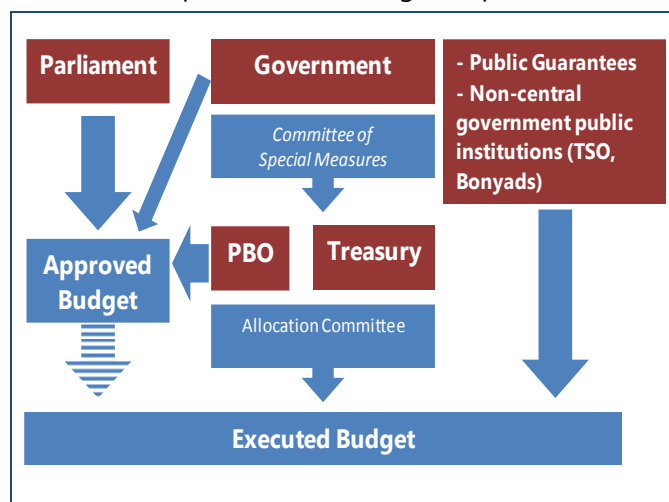 Parliament
Government
- Public Guarantees
- Non-central
government public
institutions (TSO,
Bonyads)
Committee of
Special Measures
Approved
Budget
PBO
Treasury
Allocation Committee
Executed Budget